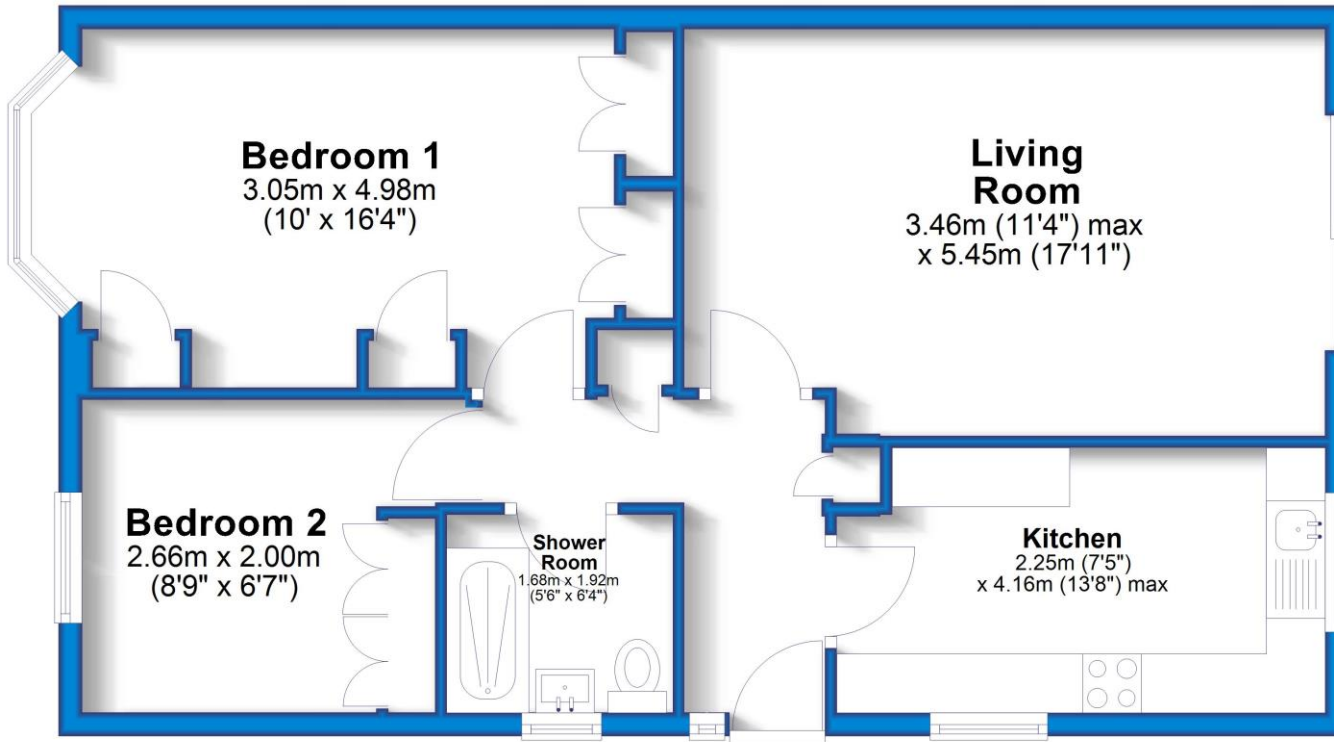 Bedroom 1
3.05m x 4.98m
(10' x 16'4")
Living
Room
3.46m (11'4") max
x 5.45m (17'11")
Bedroom 2
2.66m x 2.00m
(8'9" x 6'7")
Shower
Room
1.68m x 1.92m
(5'6" x 6'4")
Kitchen
2.25m (7'5")
x 4.16m (13'8") max